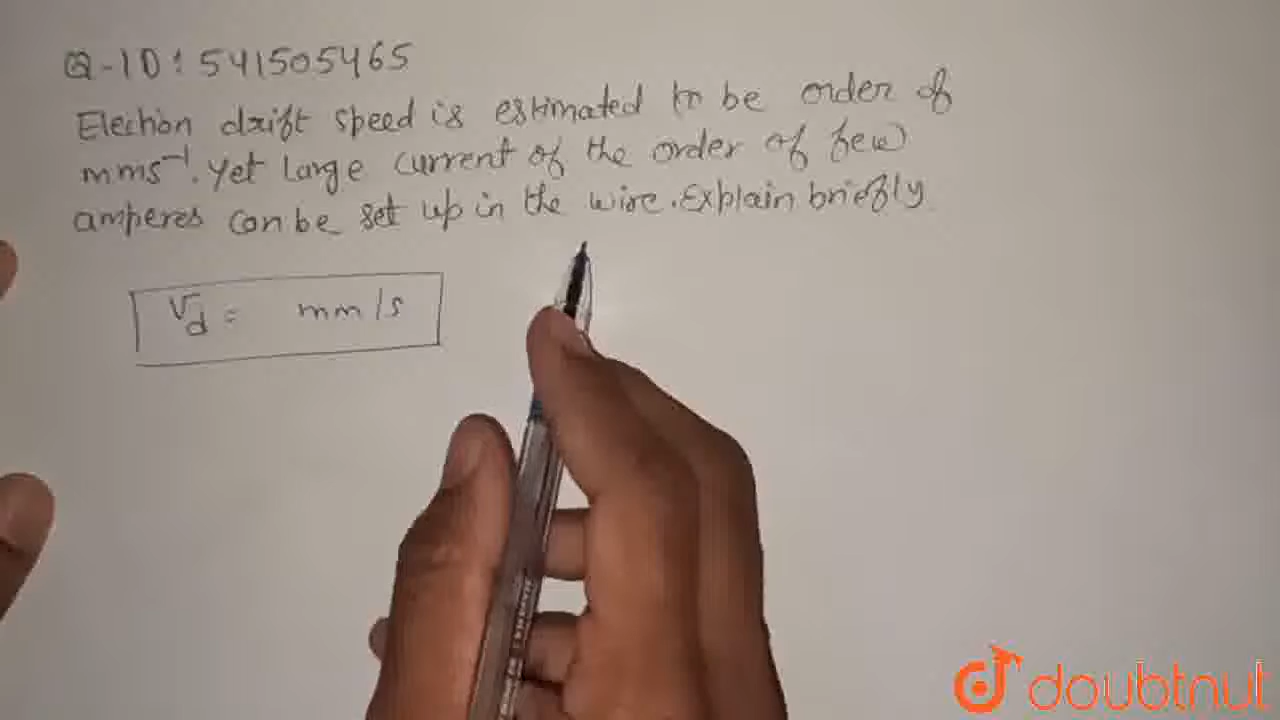 Q-ID: 541505465
Election drift speed is estimated to be order of
mms⁻¹. Yet large current of the order of few
amperes can be set up in the wire. Explain briefly
Vd = mm/s
doubtnut